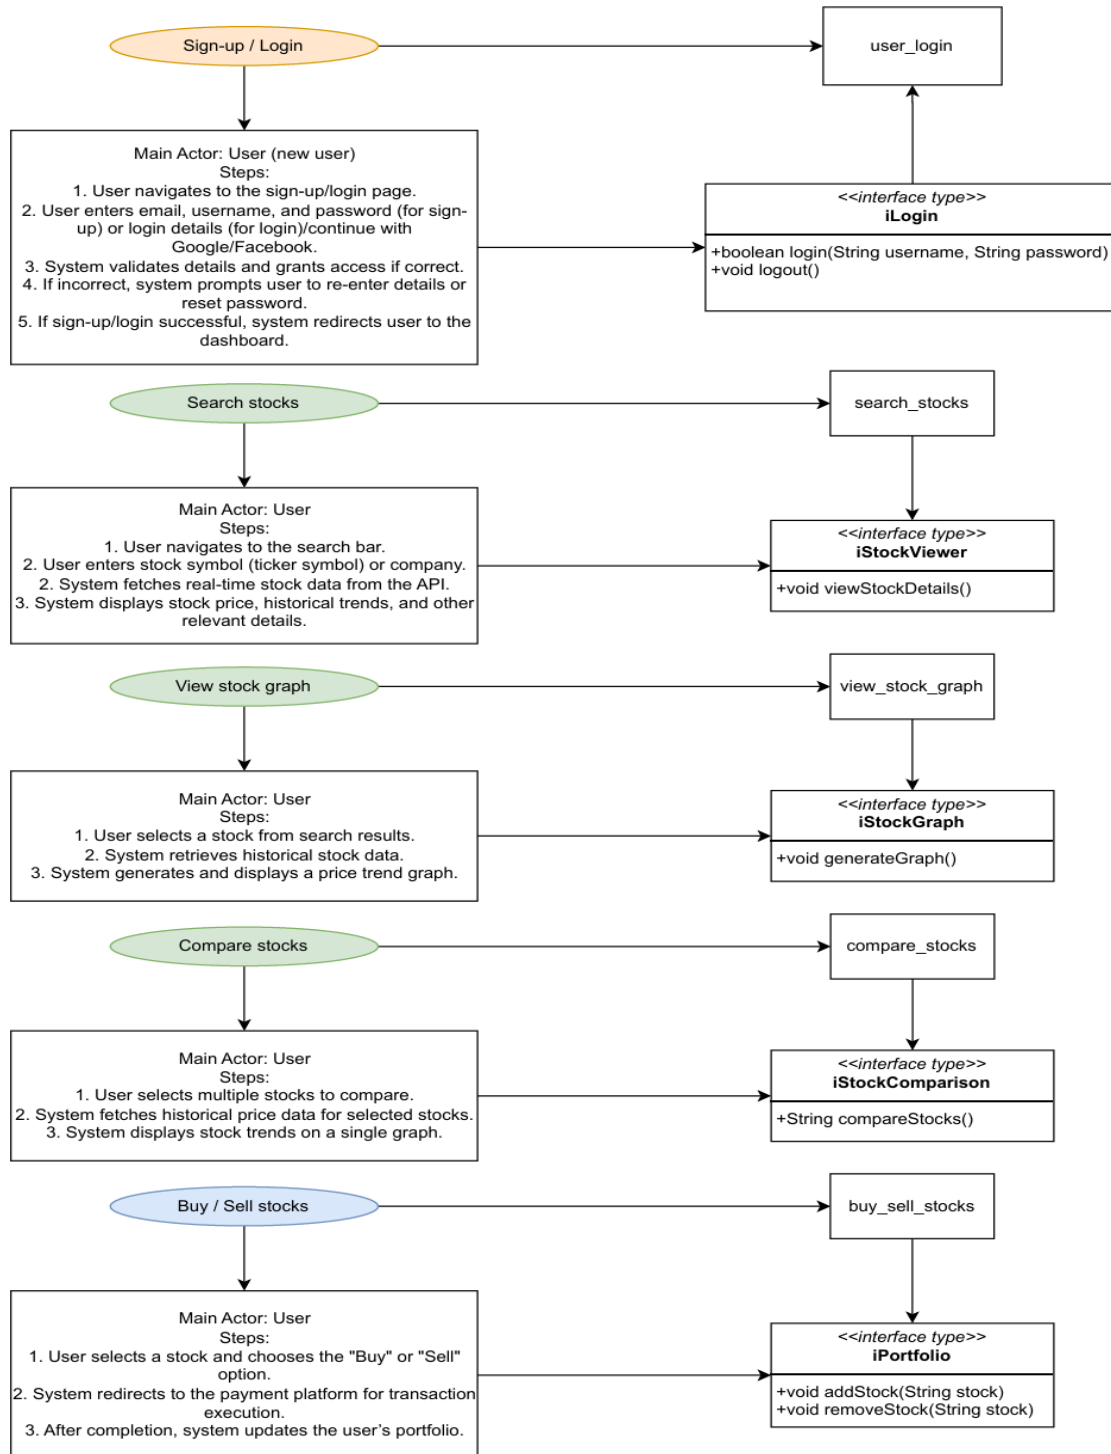 Sign-up / Login
user_login
Main Actor: User (new user)
Steps:
1. User navigates to the sign-up/login page.
2. User enters email, username, and password (for sign-
up) or login details (for login)/continue with
Google/Facebook.
3. System validates details and grants access if correct.
4. If incorrect, system prompts user to re-enter details or
reset password.
5. If sign-up/login successful, system redirects user to the
dashboard.
<<interface type>>
iLogin
+boolean login(String username, String password)
+void logout()
Search stocks
search_stocks
Main Actor: User
Steps:
1. User navigates to the search bar.
2. User enters stock symbol (ticker symbol) or company.
2. System fetches real-time stock data from the API.
3. System displays stock price, historical trends, and other
relevant details.
<<interface type>>
iStockViewer
+void viewStockDetails()
View stock graph
view_stock_graph
Main Actor: User
Steps:
1. User selects a stock from search results.
2. System retrieves historical stock data.
3. System generates and displays a price trend graph.
<<interface type>>
iStockGraph
+void generateGraph()
Compare stocks
compare_stocks
Main Actor: User
Steps:
1. User selects multiple stocks to compare.
2. System fetches historical price data for selected stocks.
3. System displays stock trends on a single graph.
<<interface type>>
iStockComparison
+String compareStocks()
Buy / Sell stocks
buy_sell_stocks
Main Actor: User
Steps:
1. User selects a stock and chooses the "Buy" or "Sell"
option.
2. System redirects to the payment platform for transaction
execution.
3. After completion, system updates the user's portfolio.
<<interface type>>
iPortfolio
+void addStock(String stock)
+void removeStock(String stock)